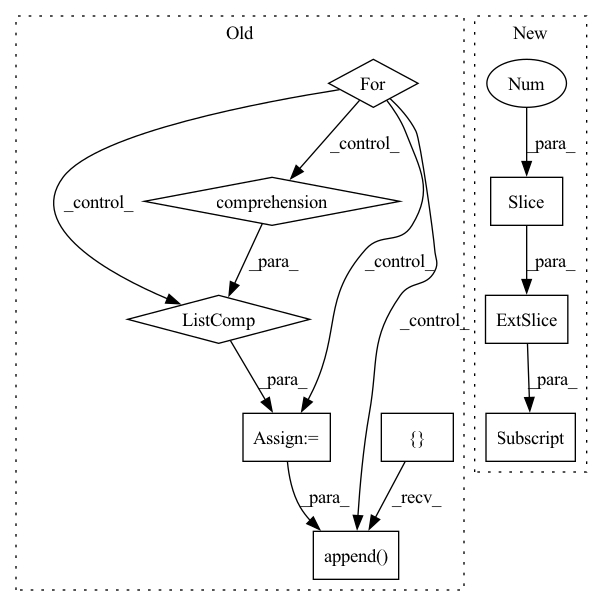 Old
New
For
Num
_control_
_para_
comprehension
Slice
_control_
_para_
_control_
_para_
_control_
ListComp
ExtSlice
_para_
_para_
Assign:=
{}
Subscript
_para_
_recv_
append()